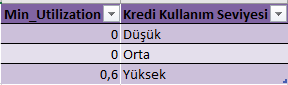 Min_Utilization Kredi Kullanım Seviyesi
0 Düşük
0 Orta
0,6 Yüksek